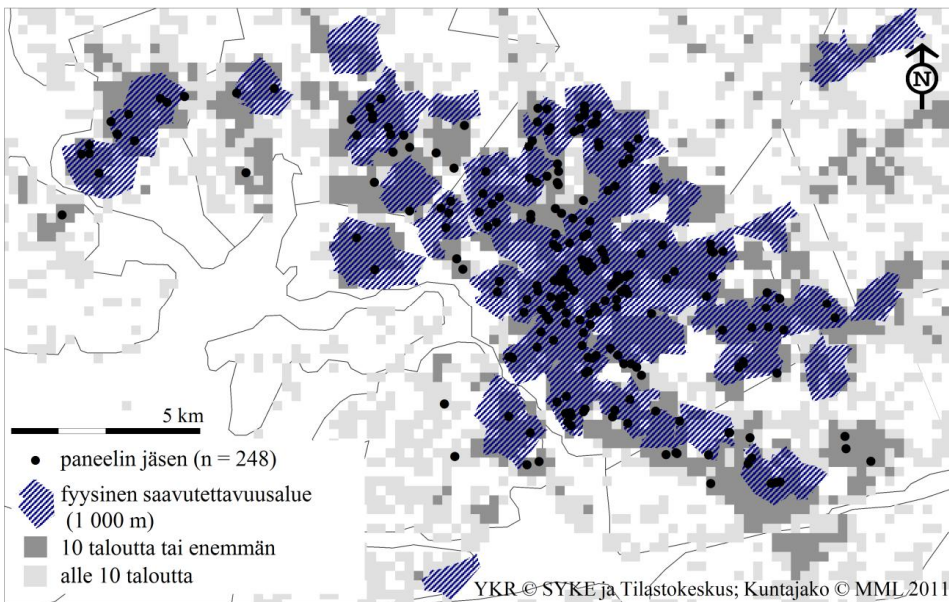 N
5 km
paneelin jäsen (n = 248)
fyysinen saavutettavuusalue
(1 000 m)
10 taloutta tai enemmän
alle 10 taloutta
YKR © SYKE ja Tilastokeskus; Kuntajako © MML 2011